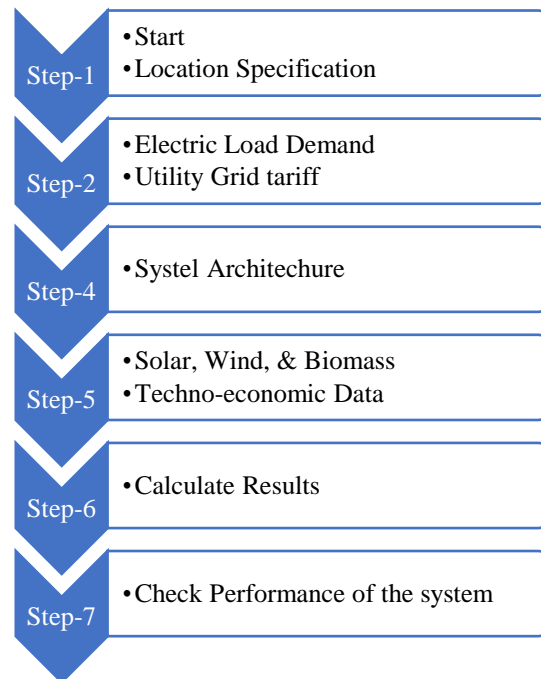 Step-1
•Start
•Location Specification
Step-2
•Electric Load Demand
•Utility Grid tariff
Step-4
•Systel Architechure
Step-5
•Solar, Wind, & Biomass
•Techno-economic Data
Step-6
•Calculate Results
Step-7
•Check Performance of the system